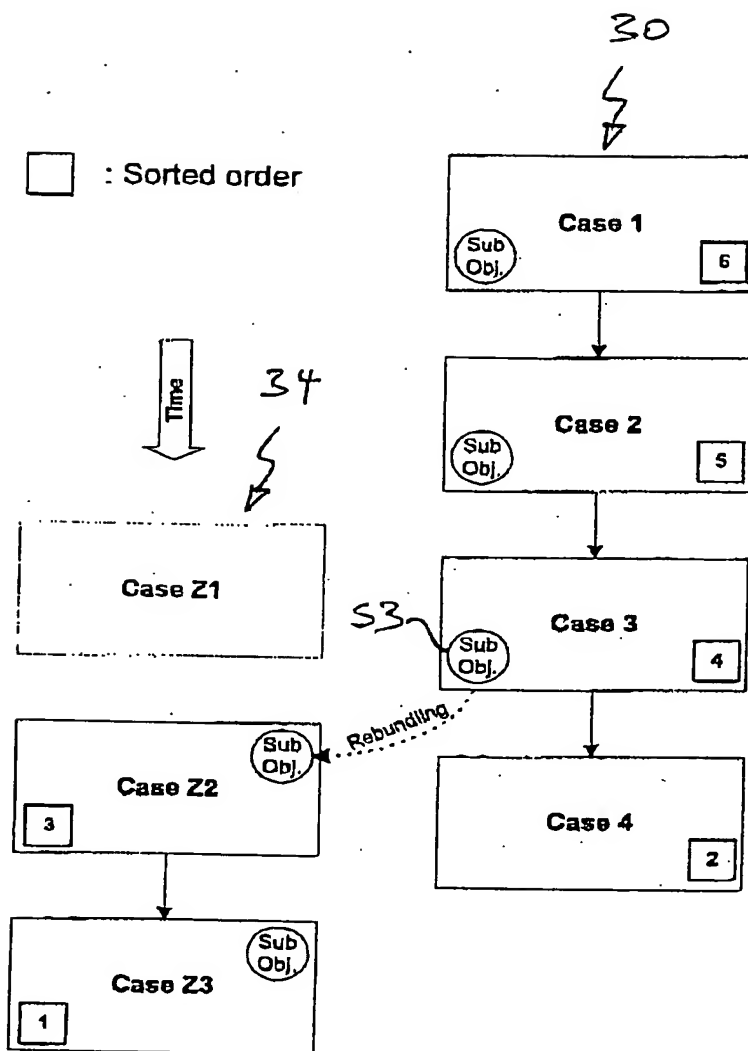 30
: Sorted order
Case 1
Sub
Obj.
6
Time
34
Case 2
Sub
Obj.
5
Case Z1
S3
Case 3
Sub
Obj.
4
Rebundling
Sub
Obj.
Case Z2
3
Case 4
2
Sub
Obj.
Case Z3
1